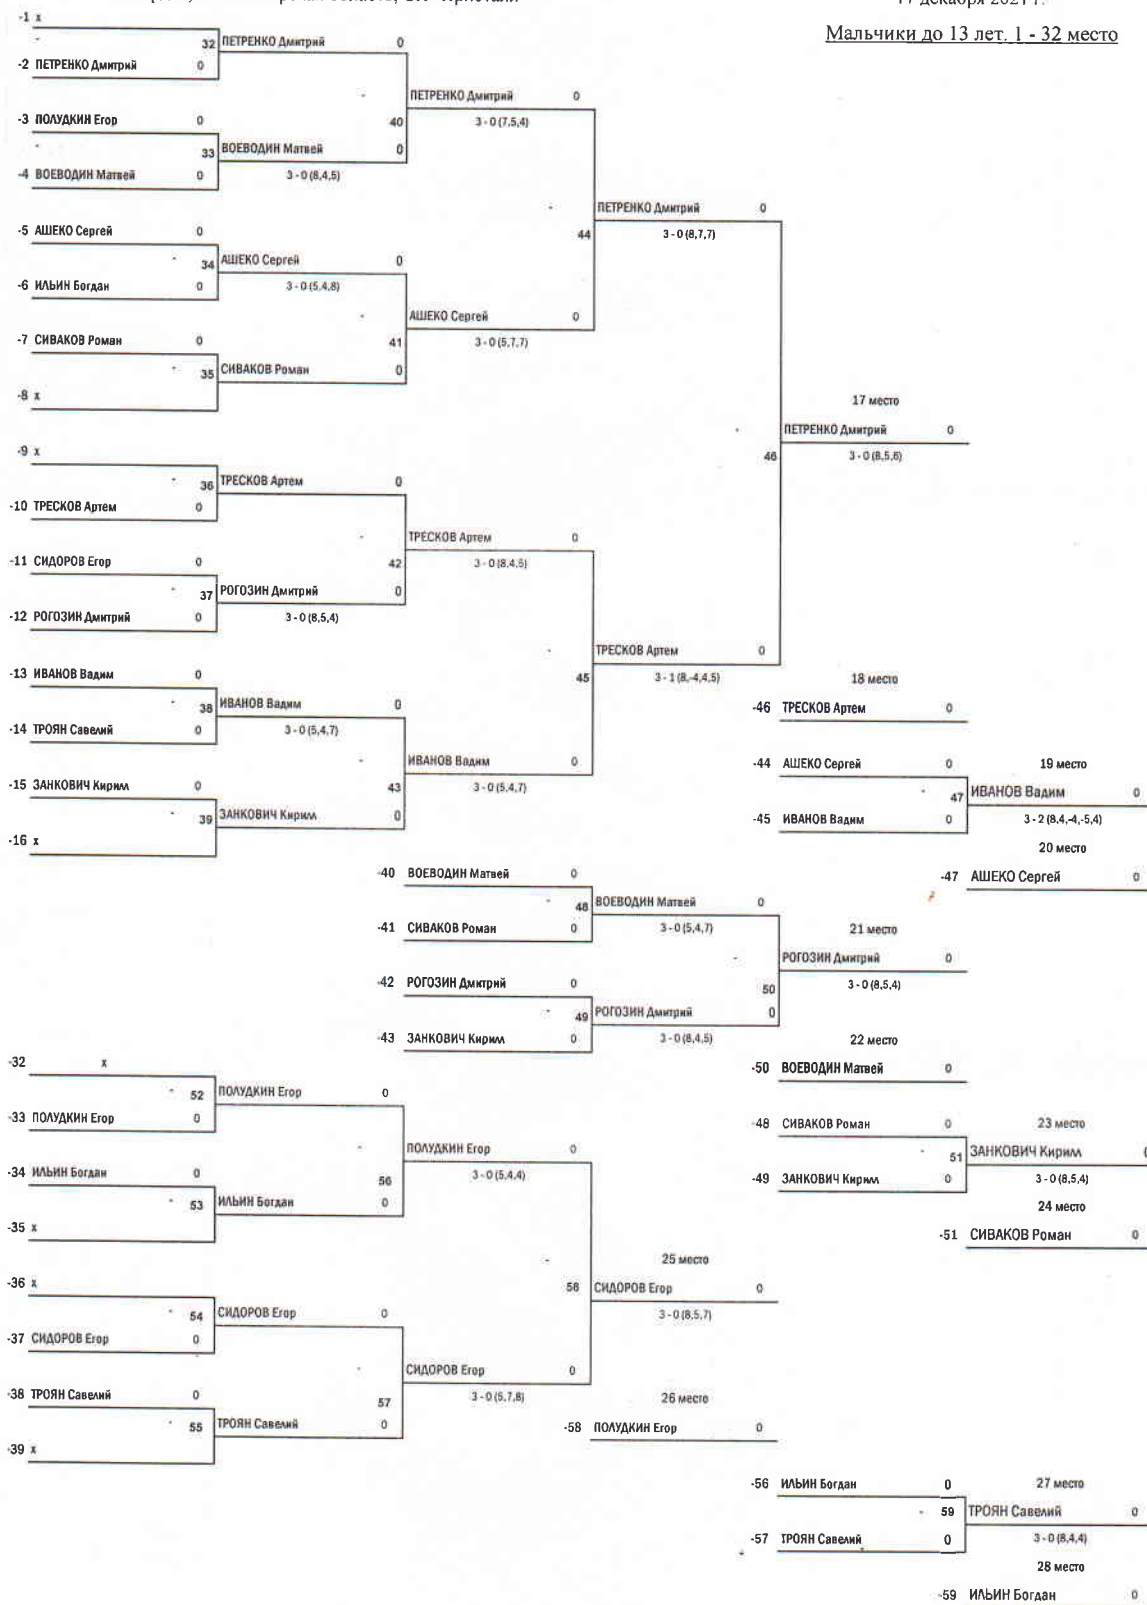 17 декабря 2021 г.
Мальчики до 13 лет. 1 - 32 место
-1 x
32 ПЕТРЕНКО Дмитрий 0
-2 ПЕТРЕНКО Дмитрий 0
ПЕТРЕНКО Дмитрий 0
-3 ПОЛУДКИН Егор 0
40
3 - 0 (7,5,4)
33 ВОЕВОДИН Матвей 0
-4 ВОЕВОДИН Матвей 0
3 - 0 (8,4,5)
ПЕТРЕНКО Дмитрий 0
-5 АШЕКО Сергей 0
44
3 - 0 (8,7,7)
34 АШЕКО Сергей 0
-6 ИЛЬИН Богдан 0
3 - 0 (5,4,8)
АШЕКО Сергей 0
-7 СИВАКОВ Роман 0
41
3 - 0 (5,7,7)
35 СИВАКОВ Роман 0
-8 x
17 место
ПЕТРЕНКО Дмитрий 0
-9 x
46
3 - 0 (8,5,6)
36 ТРЕСКОВ Артем 0
-10 ТРЕСКОВ Артем 0
ТРЕСКОВ Артем 0
-11 СИДОРОВ Егор 0
42
3 - 0 (8,4,5)
37 РОГОЗИН Дмитрий 0
-12 РОГОЗИН Дмитрий 0
3 - 0 (8,5,4)
ТРЕСКОВ Артем 0
-13 ИВАНОВ Вадим 0
45
3 - 1 (8,-4,4,5)
18 место
38 ИВАНОВ Вадим 0
-46 ТРЕСКОВ Артем 0
-14 ТРОЯН Савелий 0
3 - 0 (5,4,7)
ИВАНОВ Вадим 0
-44 АШЕКО Сергей 0
19 место
-15 ЗАНКОВИЧ Кирилл 0
43
3 - 0 (5,4,7)
47 ИВАНОВ Вадим 0
39 ЗАНКОВИЧ Кирилл 0
-45 ИВАНОВ Вадим 0
3 - 2 (8,4,-4,-5,4)
-16 x
20 место
-40 ВОЕВОДИН Матвей 0
-47 АШЕКО Сергей 0
48 ВОЕВОДИН Матвей 0
-41 СИВАКОВ Роман 0
3 - 0 (5,4,7)
21 место
РОГОЗИН Дмитрий 0
-42 РОГОЗИН Дмитрий 0
50
3 - 0 (8,5,4)
49 РОГОЗИН Дмитрий 0
-43 ЗАНКОВИЧ Кирилл 0
3 - 0 (8,4,5)
22 место
-32 x
-50 ВОЕВОДИН Матвей 0
52 ПОЛУДКИН Егор 0
-33 ПОЛУДКИН Егор 0
-48 СИВАКОВ Роман 0
23 место
ПОЛУДКИН Егор 0
51 ЗАНКОВИЧ Кирилл 0
-34 ИЛЬИН Богдан 0
56
3 - 0 (5,4,4)
-49 ЗАНКОВИЧ Кирилл 0
3 - 0 (8,5,4)
53 ИЛЬИН Богдан 0
24 место
-35 x
-51 СИВАКОВ Роман 0
25 место
-36 x
58 СИДОРОВ Егор 0
54 СИДОРОВ Егор 0
3 - 0 (8,5,7)
-37 СИДОРОВ Егор 0
СИДОРОВ Егор 0
-38 ТРОЯН Савелий 0
57
3 - 0 (5,7,8)
26 место
55 ТРОЯН Савелий 0
-58 ПОЛУДКИН Егор 0
-39 x
-56 ИЛЬИН Богдан 0
27 место
59 ТРОЯН Савелий 0
-57 ТРОЯН Савелий 0
3 - 0 (8,4,4)
28 место
-59 ИЛЬИН Богдан 0